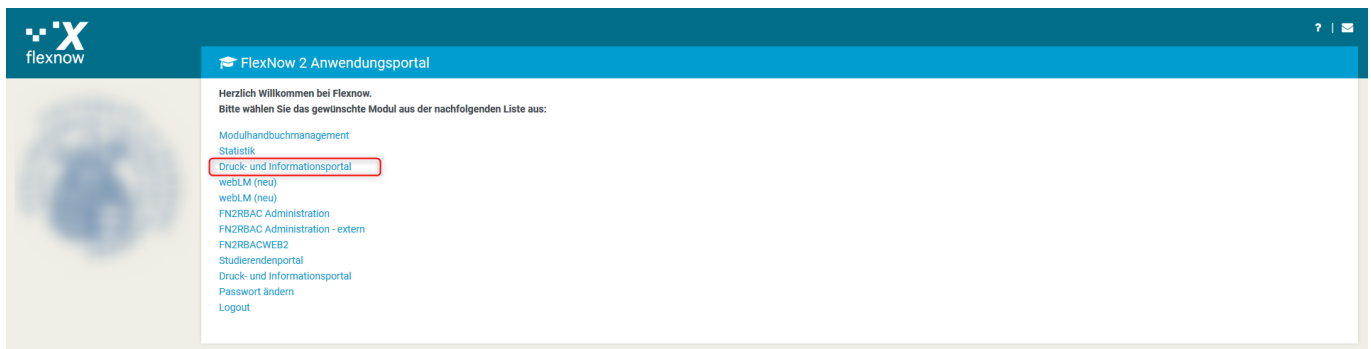 flexnow
? |
FlexNow 2 Anwendungsportal
Herzlich Willkommen bei Flexnow.
Bitte wählen Sie das gewünschte Modul aus der nachfolgenden Liste aus:
Modulhandbuchmanagement
Statistik
Druck- und Informationsportal
webLM (neu)
webLM (neu)
FN2RBAC Administration
FN2RBAC Administration - extern
FN2RBACWEB2
Studierendenportal
Druck- und Informationsportal
Passwort ändern
Logout